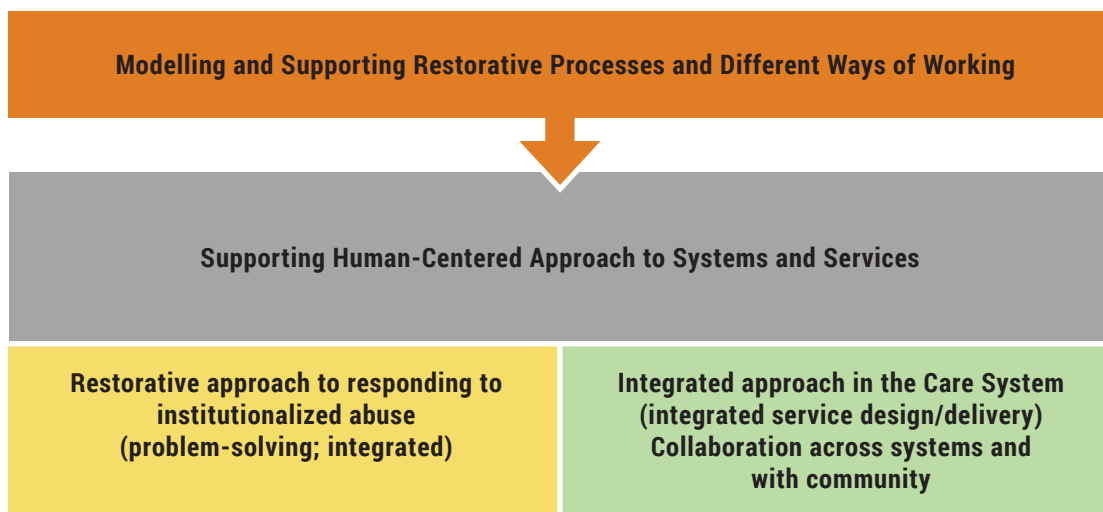 Modelling and Supporting Restorative Processes and Different Ways of Working
Supporting Human-Centered Approach to Systems and Services
Restorative approach to responding to
institutionalized abuse
(problem-solving; integrated)
Integrated approach in the Care System
(integrated service design/delivery)
Collaboration across systems and
with community